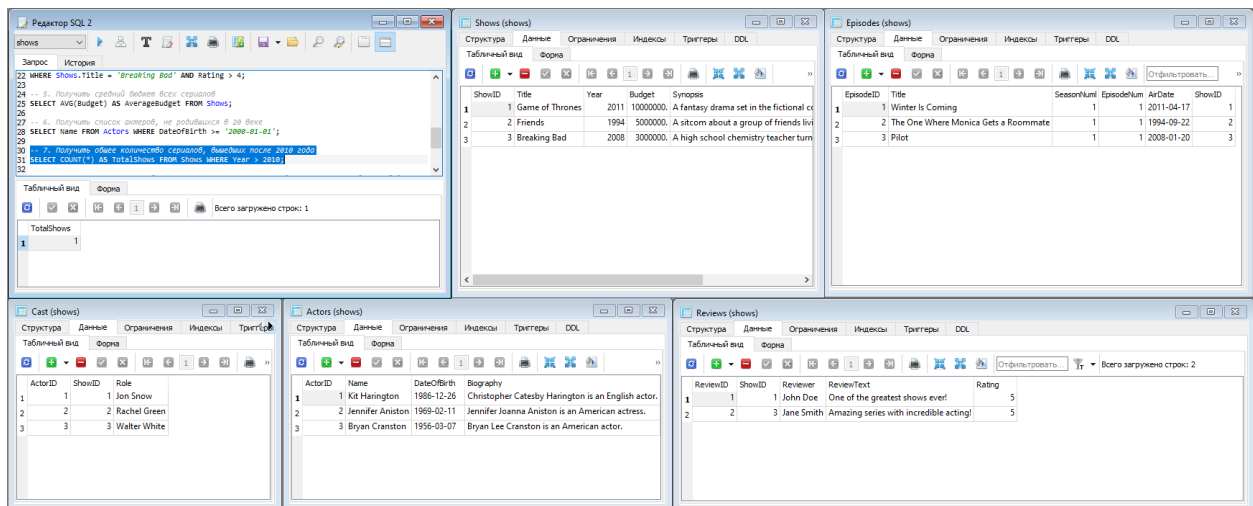 Редактор SQL 2
shows
Запрос История
22 WHERE Shows.Title = 'Breaking Bad' AND Rating > 4;
23
24 -- 5. Получить средний бюджет всех сериалов
25 SELECT AVG(Budget) AS AverageBudget FROM Shows;
26
27 -- 6. Получить список актеров, не родившихся в 20 веке
28 SELECT Name FROM Actors WHERE DateOfBirth >= '2000-01-01';
29
30 -- 7. Получить общее количество сериалов, вышедших после 2010 года
31 SELECT COUNT(*) AS TotalShows FROM Shows WHERE Year > 2010;
32
Табличный вид Форма
1 Всего загружено строк: 1
TotalShows
1 1
Shows (shows)
Структура Данные Ограничения Индексы Триггеры DDL
Табличный вид Форма
1 »
ShowID Title Year Budget Synopsis
1 1 Game of Thrones 2011 10000000. A fantasy drama set in the fictional co
2 2 Friends 1994 5000000. A sitcom about a group of friends livi
3 3 Breaking Bad 2008 3000000. A high school chemistry teacher turn
Episodes (shows)
Структура Данные Ограничения Индексы Триггеры DDL
Табличный вид Форма
1 Отфильтровать... »
EpisodeID Title SeasonNuml EpisodeNum AirDate ShowID
1 1 Winter Is Coming 1 1 2011-04-17 1
2 2 The One Where Monica Gets a Roommate 1 1 1994-09-22 2
3 3 Pilot 1 1 2008-01-20 3
Cast (shows)
Структура Данные Ограничения Индексы
Табличный вид Форма
1 »
ActorID ShowID Role
1 1 1 Jon Snow
2 2 2 Rachel Green
3 3 3 Walter White
Actors (shows)
Структура Данные Ограничения Индексы Триггеры DDL
Табличный вид Форма
1 »
ActorID Name DateOfBirth Biography
1 1 Kit Harington 1986-12-26 Christopher Catesby Harington is an English actor.
2 2 Jennifer Aniston 1969-02-11 Jennifer Joanna Aniston is an American actress.
3 3 Bryan Cranston 1956-03-07 Bryan Lee Cranston is an American actor.
Reviews (shows)
Структура Данные Ограничения Индексы Триггеры DDL
Табличный вид Форма
1 Отфильтровать... Всего загружено строк: 2
ReviewID ShowID Reviewer ReviewText Rating
1 1 1 John Doe One of the greatest shows ever! 5
2 2 3 Jane Smith Amazing series with incredible acting! 5